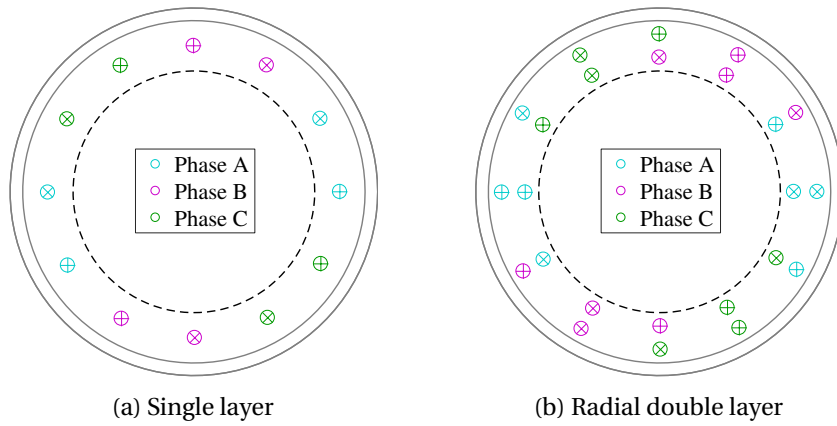 Phase A
Phase B
Phase C
Phase A
Phase B
Phase C
(a) Single layer
(b) Radial double layer